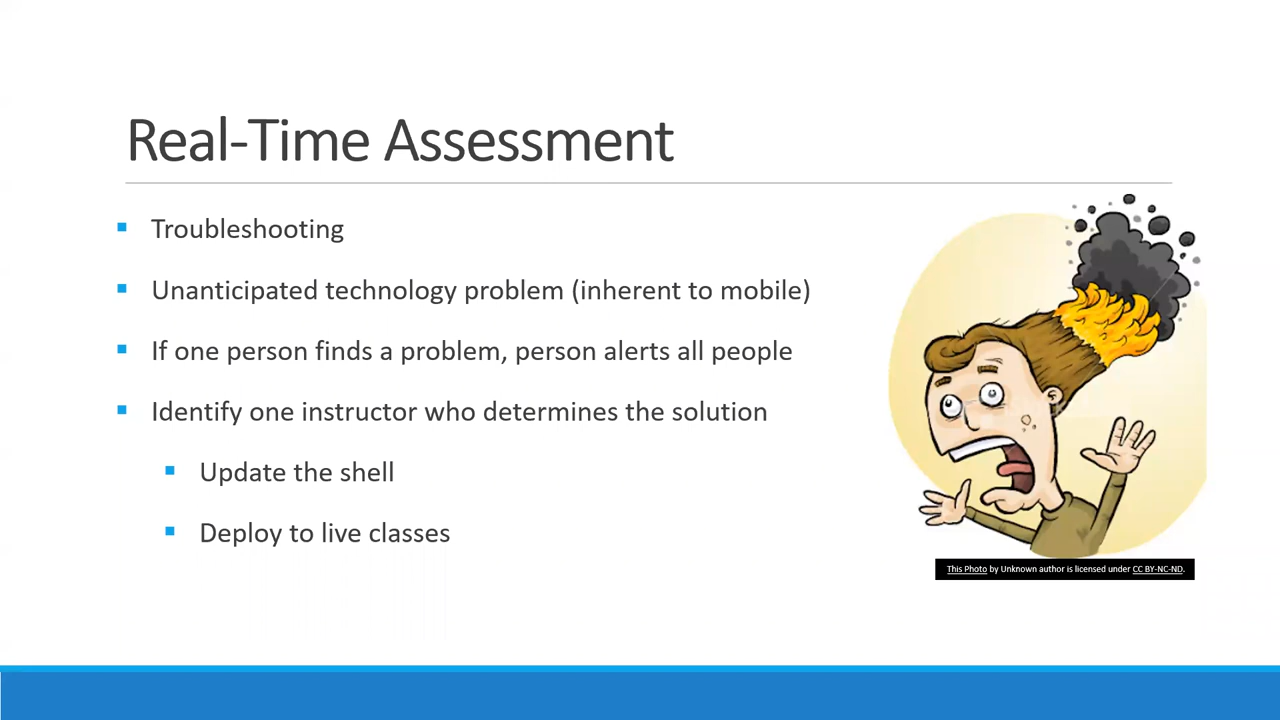 Real-Time Assessment
Troubleshooting
Unanticipated technology problem (inherent to mobile)
If one person finds a problem, person alerts all people
Identify one instructor who determines the solution
Update the shell
Deploy to live classes
This Photo by Unknown author is licensed under CC BY-NC-ND.